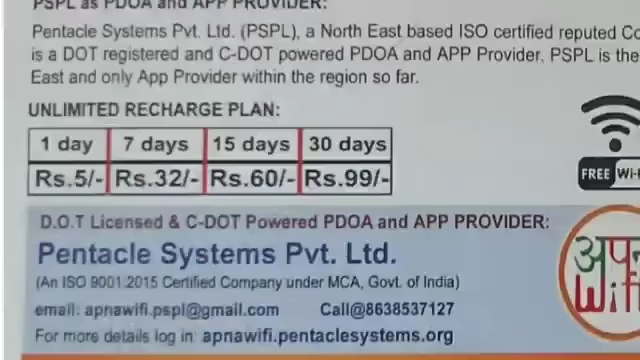 PSPL as PDOA and APP PROVIDER:
Pentacle Systems Pvt. Ltd. (PSPL), a North East based ISO certified reputed Co
is a DOT registered and C-DOT powered PDOA and APP Provider. PSPL is the
East and only App Provider within the region so far.
UNLIMITED RECHARGE PLAN:
1 day 7 days 15 days 30 days
Rs.5/- Rs.32/- Rs.60/- Rs.99/-
FREE Wi-F
D.O.T Licensed & C-DOT Powered PDOA and APP PROVIDER:
Pentacle Systems Pvt. Ltd.
(An ISO 9001:2015 Certified Company under MCA, Govt. of India)
email: apnawifi.pspl@gmail.com Call@8638537127
For more details log in: apnawifi.pentaclesystems.org
अपन
Wifi